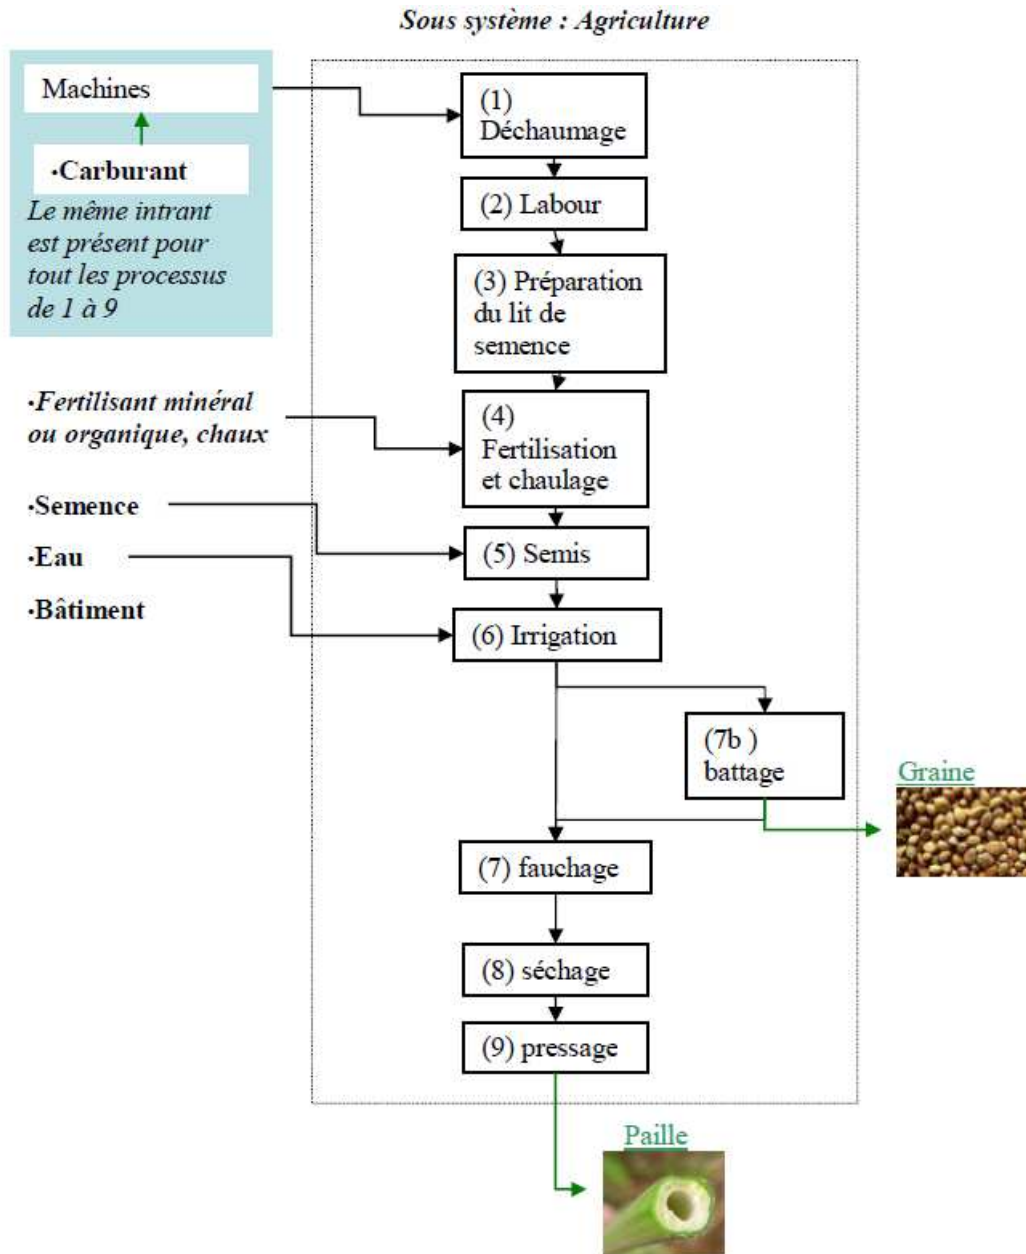 Sous système : Agriculture
Machines
•Carburant
Le même intrant
est présent pour
tout les processus
de 1 à 9
•Fertilisant minéral
ou organique, chaux
•Semence
•Eau
•Bâtiment
(1)
Déchaumage
(2) Labour
(3) Préparation
du lit de
semence
(4)
Fertilisation
et chaulage
(5) Semis
(6) Irrigation
(7b )
battage
Graine
(7) fauchage
(8) séchage
(9) pressage
Paille